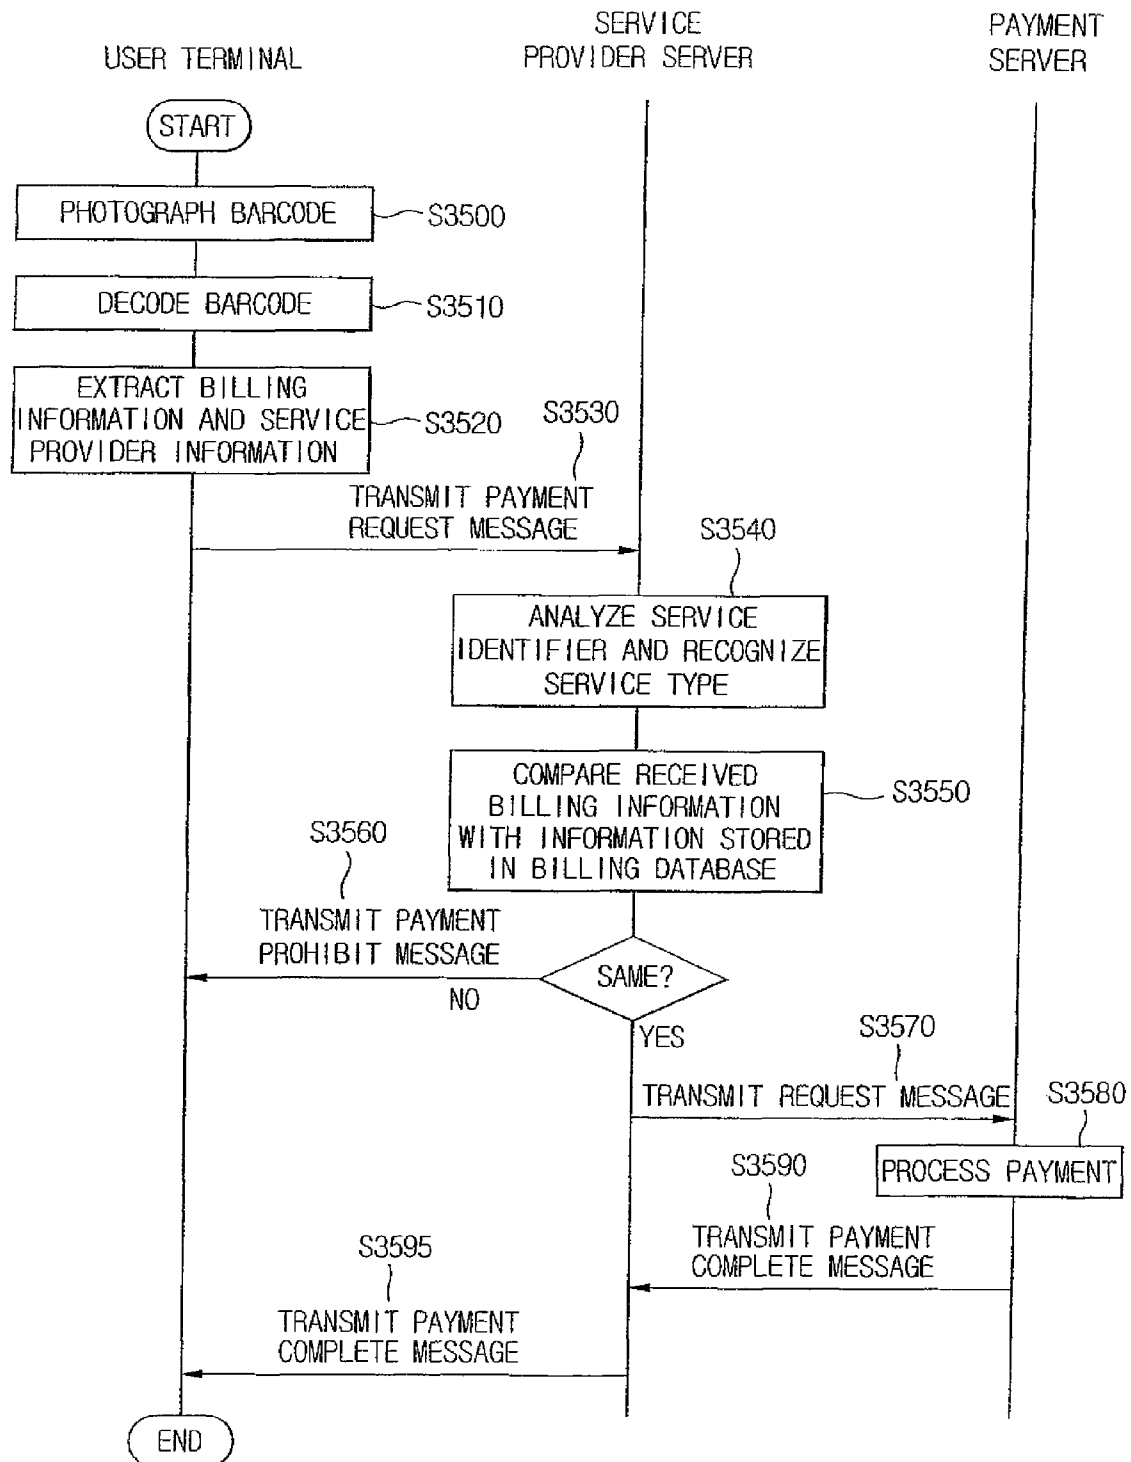 USER TERMINAL
SERVICE
PROVIDER SERVER
PAYMENT
SERVER
START
PHOTOGRAPH BARCODE
S3500
DECODE BARCODE
S3510
EXTRACT BILLING
INFORMATION AND SERVICE
PROVIDER INFORMATION
S3520
S3530
TRANSMIT PAYMENT
REQUEST MESSAGE
S3540
ANALYZE SERVICE
IDENTIFIER AND RECOGNIZE
SERVICE TYPE
COMPARE RECEIVED
BILLING INFORMATION
WITH INFORMATION STORED
IN BILLING DATABASE
S3550
S3560
TRANSMIT PAYMENT
PROHIBIT MESSAGE
SAME?
NO
YES
S3570
TRANSMIT REQUEST MESSAGE
S3580
PROCESS PAYMENT
S3590
TRANSMIT PAYMENT
COMPLETE MESSAGE
S3595
TRANSMIT PAYMENT
COMPLETE MESSAGE
END